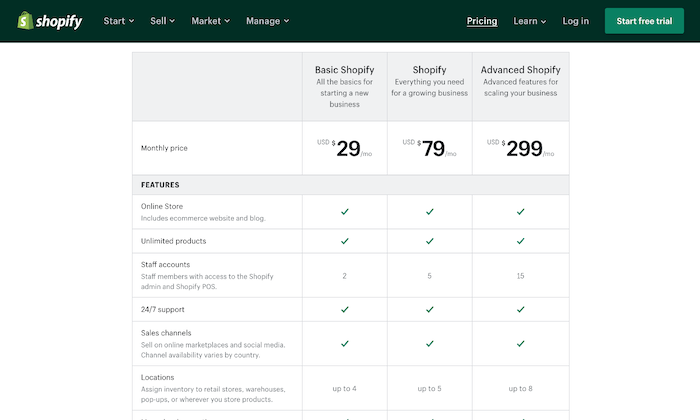 shopify Start Sell Market Manage Pricing Learn Log in Start free trial
Basic Shopify Shopify Advanced Shopify
All the basics for Everything you need Advanced features for
starting a new for a growing business scaling your business
business
Monthly price USD $ 29 /mo USD $ 79 /mo USD $ 299 /mo
FEATURES
Online Store
Includes ecommerce website and blog.
Unlimited products
Staff accounts
Staff members with access to the Shopify 2 5 15
admin and Shopify POS.
24/7 support
Sales channels
Sell on online marketplaces and social media.
Channel availability varies by country.
Locations
Assign inventory to retail stores, warehouses, up to 4 up to 5 up to 8
pop-ups, or wherever you store products.